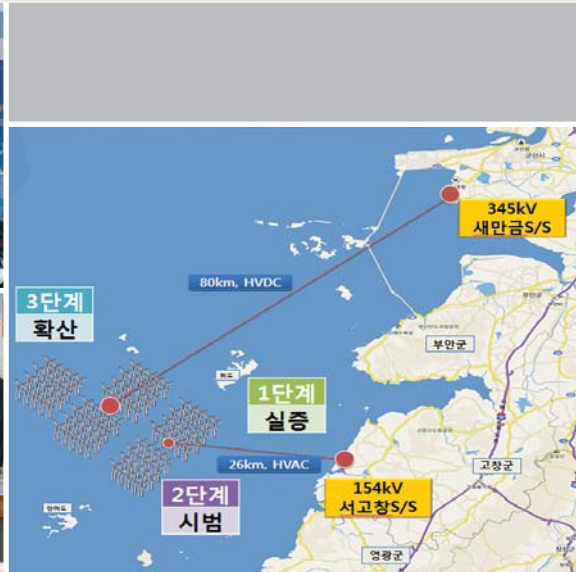 345kV
새만금S/S
80km, HVDC
3단계
확산
부안군
위도
1단계
실증
26km, HVAC
2단계
시범
154kV
서고창S/S
고창군
영광군